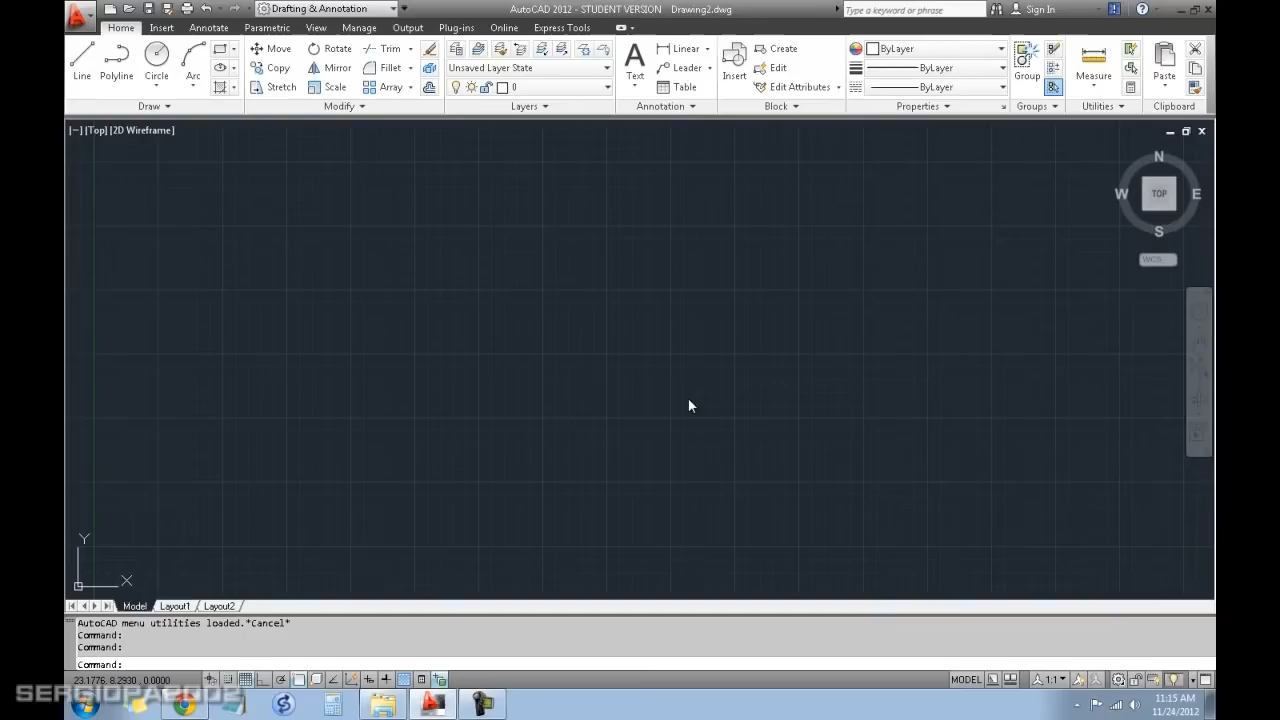 Drafting & Annotation
AutoCAD 2012 - STUDENT VERSION Drawing2.dwg
Type a keyword or phrase
Sign In
Home Insert Annotate Parametric View Manage Output Plug-ins Online Express Tools
Line Polyline Circle Arc
Move Rotate Trim
Copy Mirror Fillet
Stretch Scale Array
Unsaved Layer State
0
Text
Linear
Leader
Table
Insert
Create
Edit
Edit Attributes
ByLayer
ByLayer
ByLayer
Group
Measure
Paste
Draw Modify Layers Annotation Block Properties Groups Utilities Clipboard
[−] [Top] [2D Wireframe]
N
W TOP E
S
WCS
Y
X
Model Layout1 Layout2
AutoCAD menu utilities loaded.*Cancel*
Command:
Command:
Command:
23.1776, 8.2930, 0.0000
MODEL
1:1
SERGIOPABOD2
11:15 AM
11/24/2012